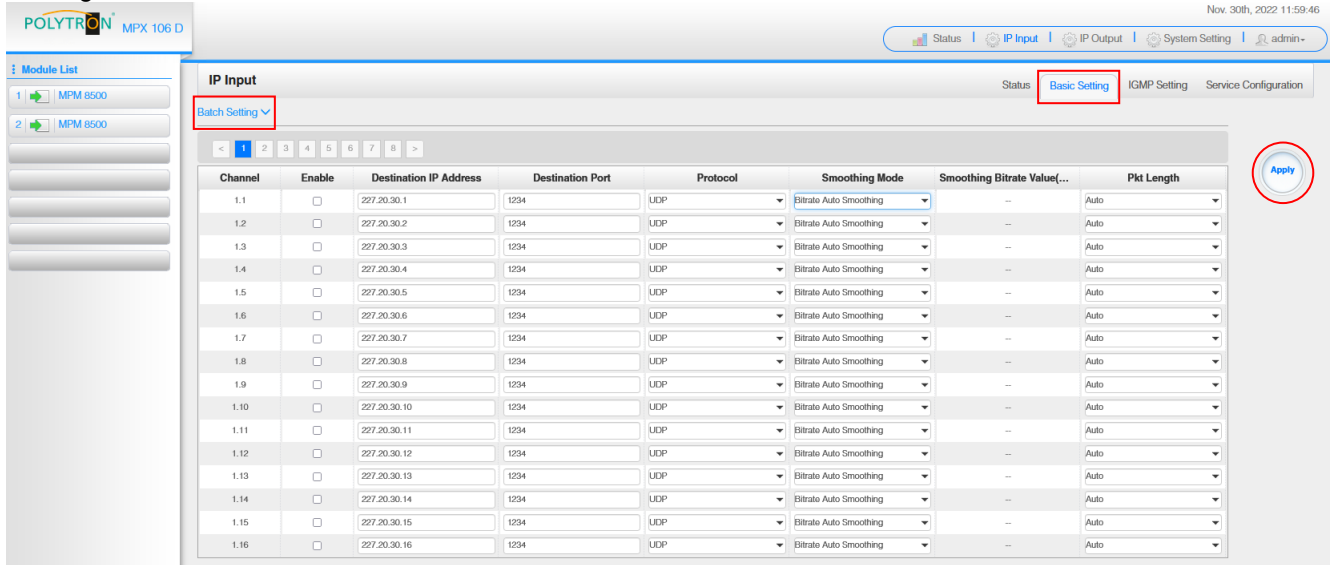 Nov. 30th, 2022 11:59:46
POLYTRON MPX 106 D
Status IP Input IP Output System Setting admin
Module List
1 MPM 8500
2 MPM 8500
IP Input
Status Basic Setting IGMP Setting Service Configuration
Batch Setting
< 1 2 3 4 5 6 7 8 >
Apply
Channel Enable Destination IP Address Destination Port Protocol Smoothing Mode Smoothing Bitrate Value(... Pkt Length
1.1 227.20.30.1 1234 UDP Bitrate Auto Smoothing -- Auto
1.2 227.20.30.2 1234 UDP Bitrate Auto Smoothing -- Auto
1.3 227.20.30.3 1234 UDP Bitrate Auto Smoothing -- Auto
1.4 227.20.30.4 1234 UDP Bitrate Auto Smoothing -- Auto
1.5 227.20.30.5 1234 UDP Bitrate Auto Smoothing -- Auto
1.6 227.20.30.6 1234 UDP Bitrate Auto Smoothing -- Auto
1.7 227.20.30.7 1234 UDP Bitrate Auto Smoothing -- Auto
1.8 227.20.30.8 1234 UDP Bitrate Auto Smoothing -- Auto
1.9 227.20.30.9 1234 UDP Bitrate Auto Smoothing -- Auto
1.10 227.20.30.10 1234 UDP Bitrate Auto Smoothing -- Auto
1.11 227.20.30.11 1234 UDP Bitrate Auto Smoothing -- Auto
1.12 227.20.30.12 1234 UDP Bitrate Auto Smoothing -- Auto
1.13 227.20.30.13 1234 UDP Bitrate Auto Smoothing -- Auto
1.14 227.20.30.14 1234 UDP Bitrate Auto Smoothing -- Auto
1.15 227.20.30.15 1234 UDP Bitrate Auto Smoothing -- Auto
1.16 227.20.30.16 1234 UDP Bitrate Auto Smoothing -- Auto